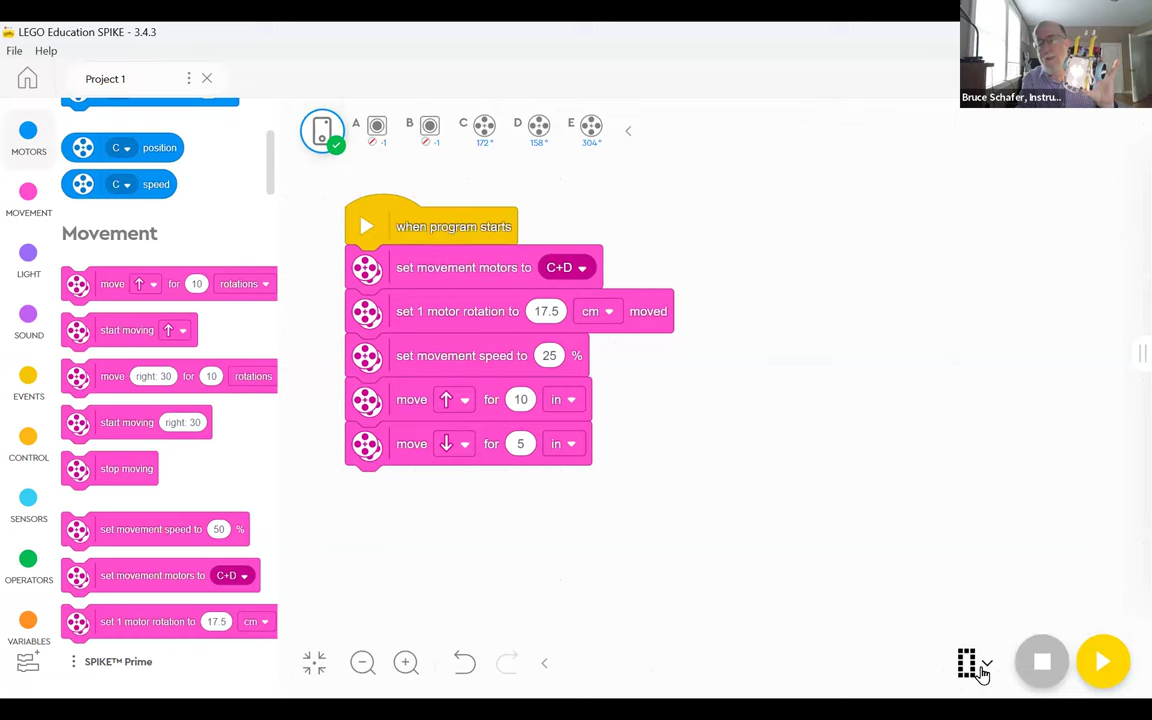 LEGO Education SPIKE - 3.4.3
File Help
Project 1
Bruce Schafer, Instru...
A B C D E
-1 -1 172° 158° 304°
MOTORS
MOVEMENT
LIGHT
SOUND
EVENTS
CONTROL
SENSORS
OPERATORS
VARIABLES
C position
C speed
Movement
move for 10 rotations
start moving
move right: 30 for 10 rotations
start moving right: 30
stop moving
set movement speed to 50 %
set movement motors to C+D
set 1 motor rotation to 17.5 cm
SPIKE™ Prime
when program starts
set movement motors to C+D
set 1 motor rotation to 17.5 cm moved
set movement speed to 25 %
move for 10 in
move for 5 in